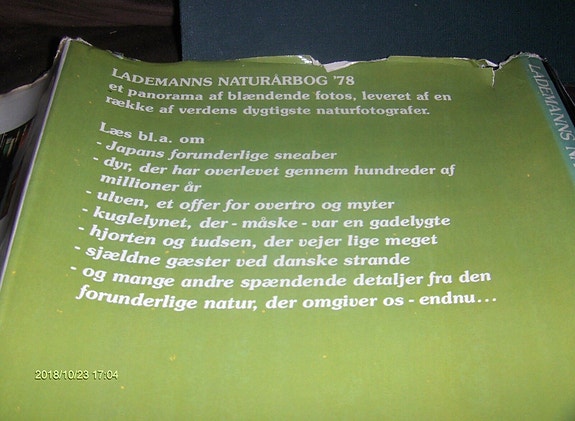 LADEMANNS NATURÅRBOG '78
et panorama af blændende fotos, leveret af en
række af verdens dygtigste naturfotografer.
Læs bl.a. om
- Japans forunderlige sneaber
- dyr, der har overlevet gennem hundreder af
millioner år
- ulven, et offer for overtro og myter
- kuglelynet, der - måske - var en gadelygte
- hjorten og tudsen, der vejer lige meget
- sjældne gæster ved danske strande
- og mange andre spændende detaljer fra den
forunderlige natur, der omgiver os - endnu...
LADEMANNS
2018/10/23 17:04